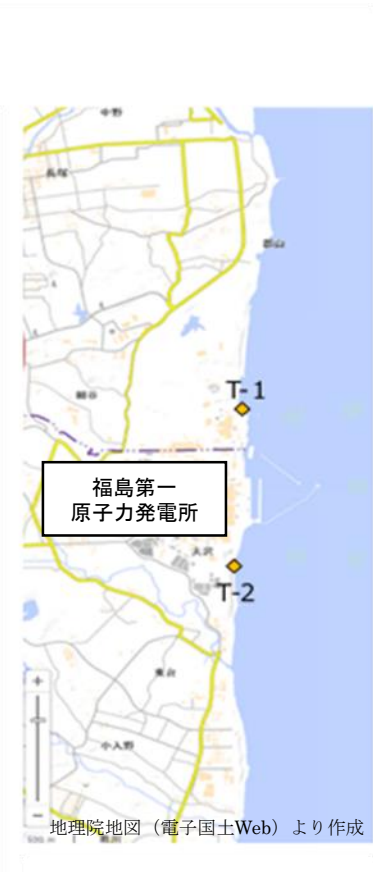 中野
長塚
郡山
T-1
細谷
福島第一
原子力発電所
大沢
T-2
+
東台
小入野
−
500 m
地理院地図（電子国土Web）より作成